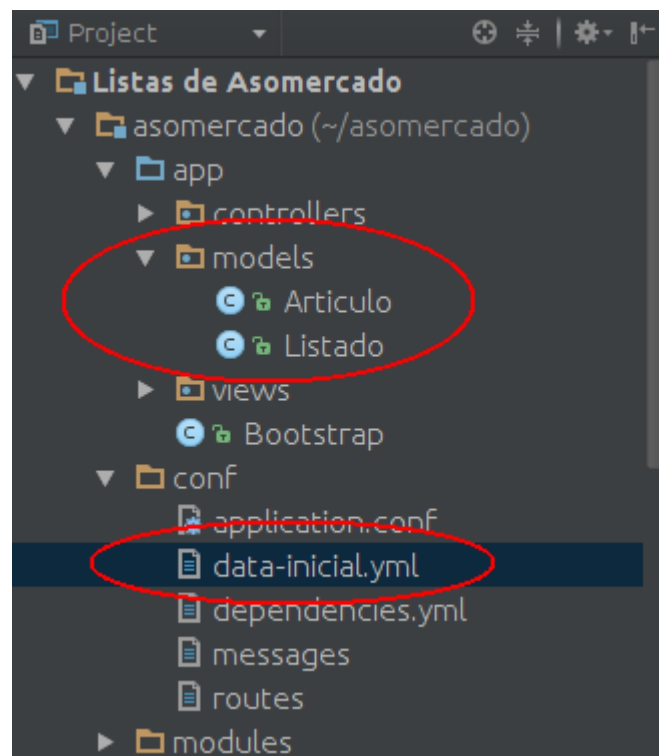 Project
Listas de Asomercado
asomercado (~/asomercado)
app
controllers
models
Articulo
Listado
views
Bootstrap
conf
application.conf
data-inicial.yml
dependencies.yml
messages
routes
modules